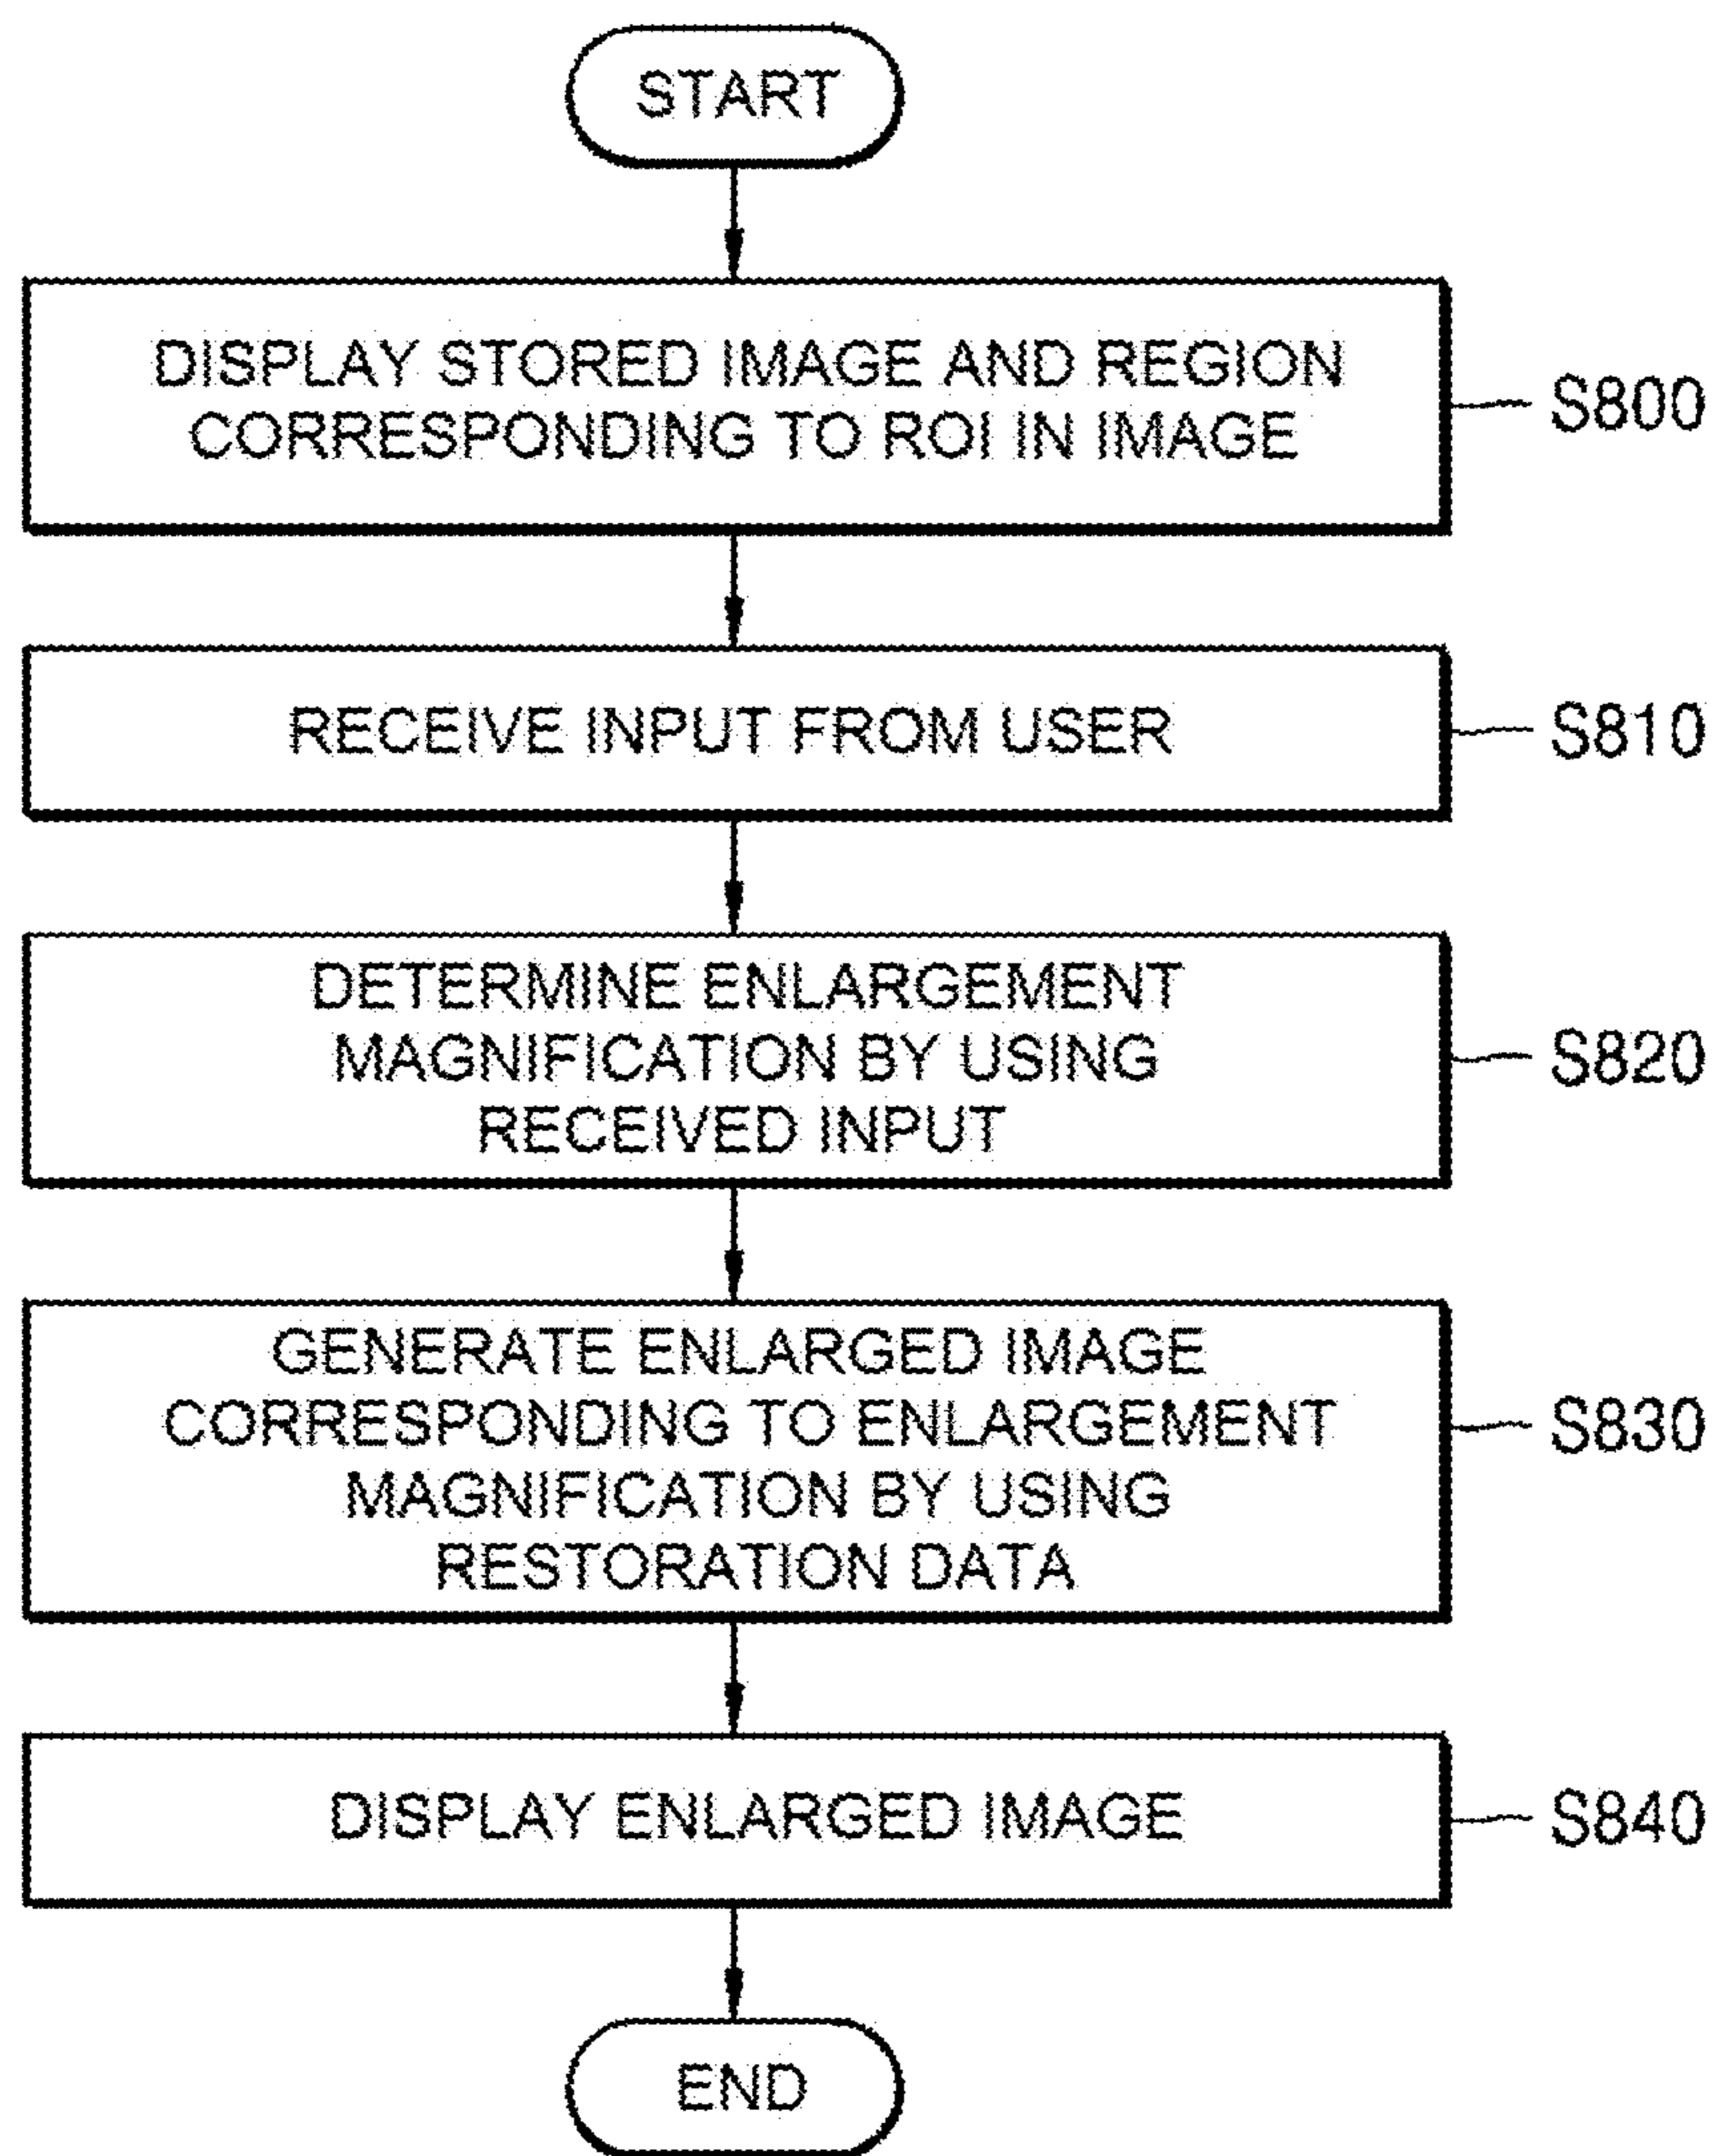 START
DISPLAY STORED IMAGE AND REGION
CORRESPONDING TO ROI IN IMAGE
S800
RECEIVE INPUT FROM USER
S810
DETERMINE ENLARGEMENT
MAGNIFICATION BY USING
RECEIVED INPUT
S820
GENERATE ENLARGED IMAGE
CORRESPONDING TO ENLARGEMENT
MAGNIFICATION BY USING
RESTORATION DATA
S830
DISPLAY ENLARGED IMAGE
S840
END